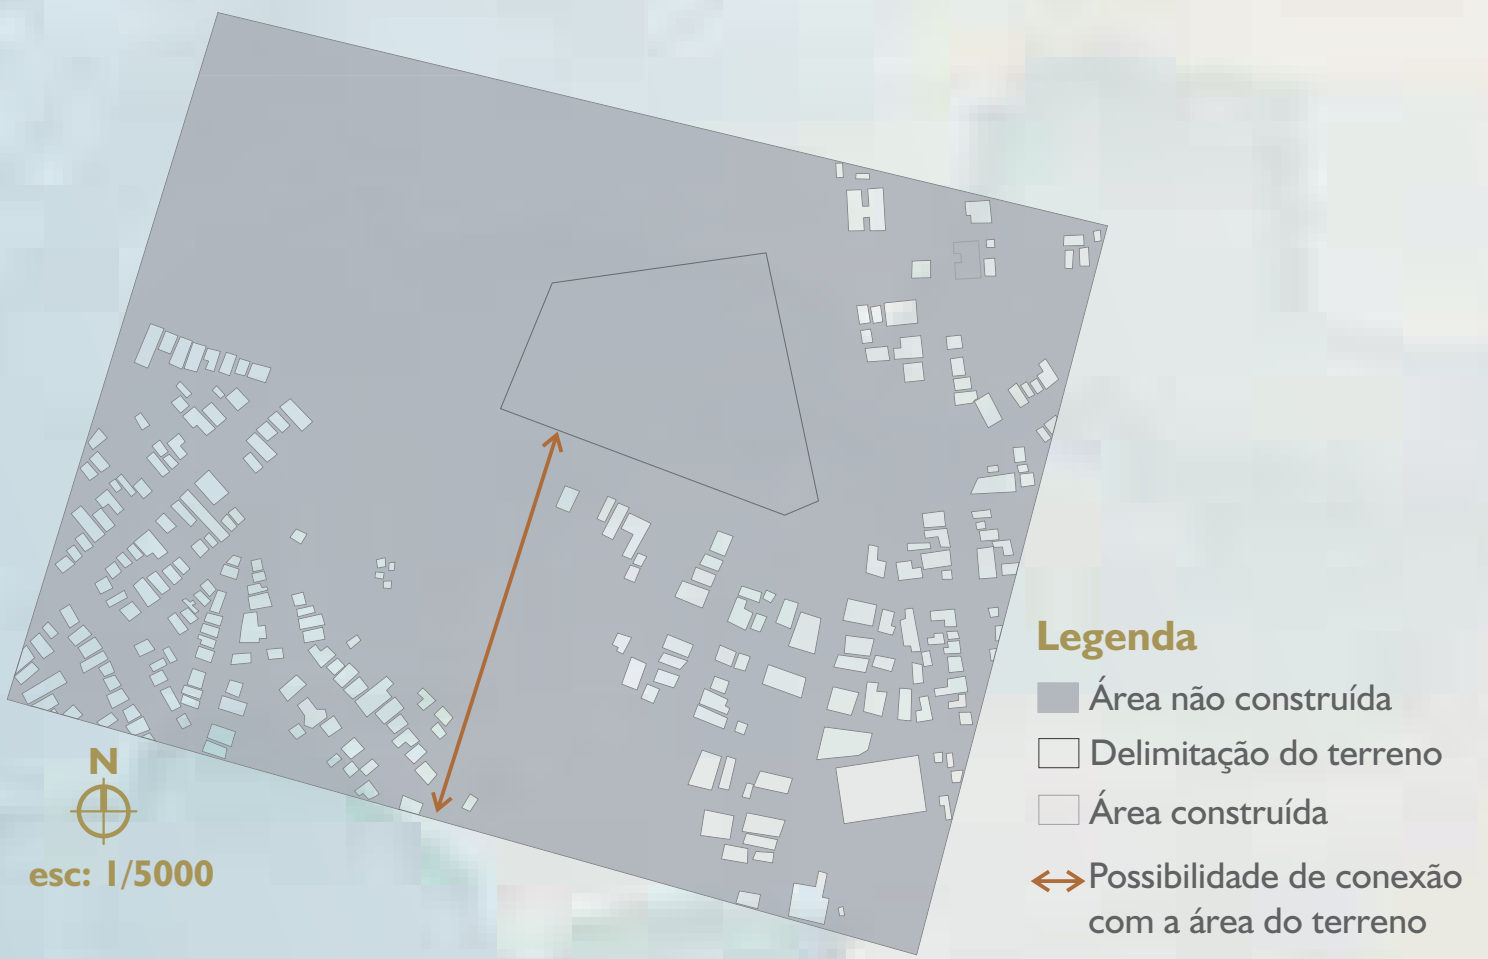 Legenda
Área não construída
Delimitação do terreno
Área construída
Possibilidade de conexão
com a área do terreno
N
esc: 1/5000